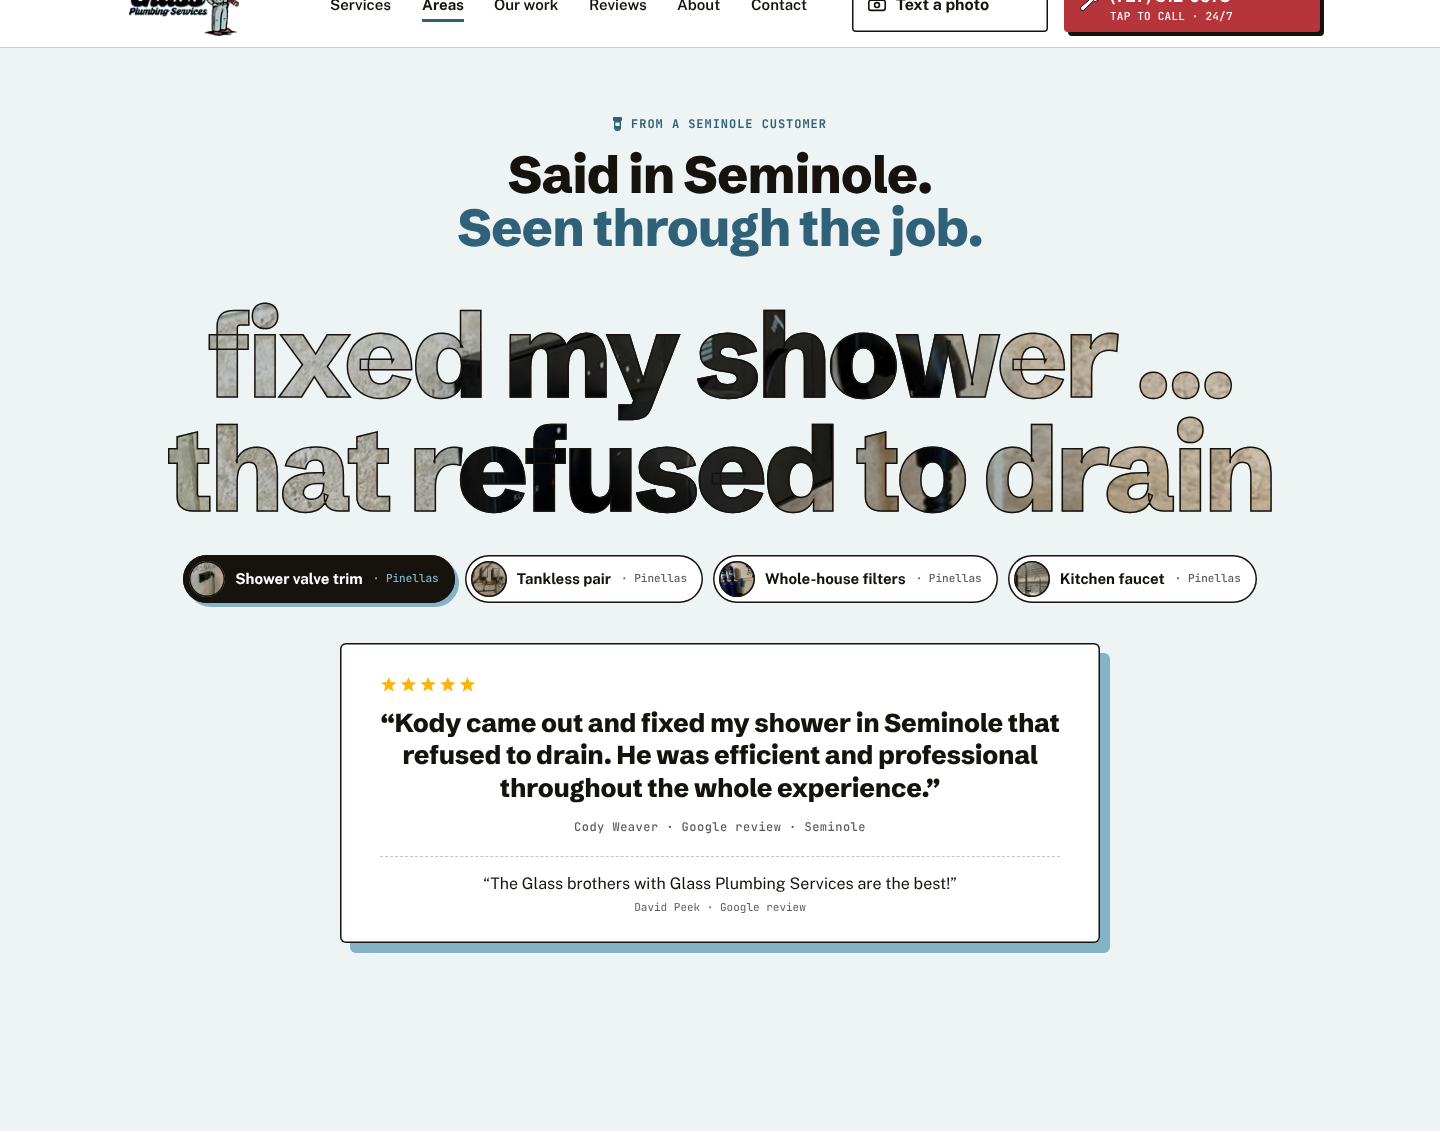 Glass
Plumbing Services
Services
Areas
Our work
Reviews
About
Contact
Text a photo
TAP TO CALL · 24/7
FROM A SEMINOLE CUSTOMER
Said in Seminole.
Seen through the job.
fixed my shower ...
that refused to drain
Shower valve trim · Pinellas
Tankless pair · Pinellas
Whole-house filters · Pinellas
Kitchen faucet · Pinellas
“Kody came out and fixed my shower in Seminole that
refused to drain. He was efficient and professional
throughout the whole experience.”
Cody Weaver · Google review · Seminole
“The Glass brothers with Glass Plumbing Services are the best!”
David Peek · Google review